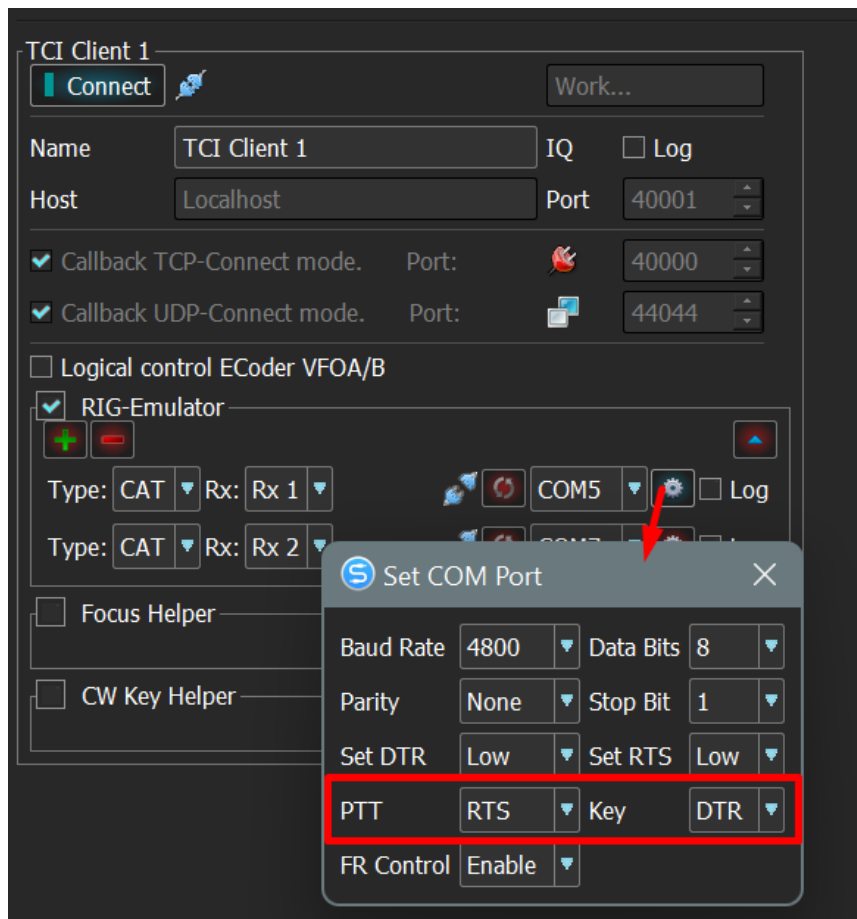 TCI Client 1
Connect Work...
Name TCI Client 1 IQ Log
Host Localhost Port 40001
Callback TCP-Connect mode. Port: 40000
Callback UDP-Connect mode. Port: 44044
Logical control ECoder VFOA/B
RIG-Emulator
Type: CAT Rx: Rx 1 COM5 Log
Type: CAT Rx: Rx 2
Set COM Port
Focus Helper
Baud Rate 4800 Data Bits 8
CW Key Helper
Parity None Stop Bit 1
Set DTR Low Set RTS Low
PTT RTS Key DTR
FR Control Enable